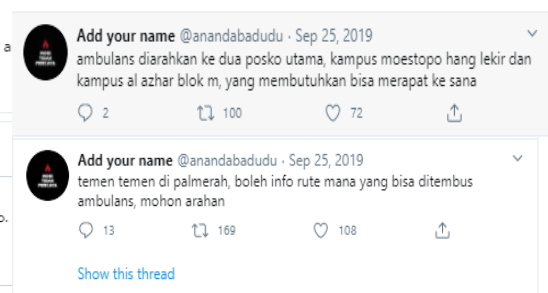 a
Add your name @anandabadudu · Sep 25, 2019
ambulans diarahkan ke dua posko utama, kampus moestopo hang lekir dan
kampus al azhar blok m, yang membutuhkan bisa merapat ke sana
2 100 72
Add your name @anandabadudu · Sep 25, 2019
temen temen di palmerah, boleh info rute mana yang bisa ditembus
ambulans, mohon arahan
o.
13 169 108
Show this thread